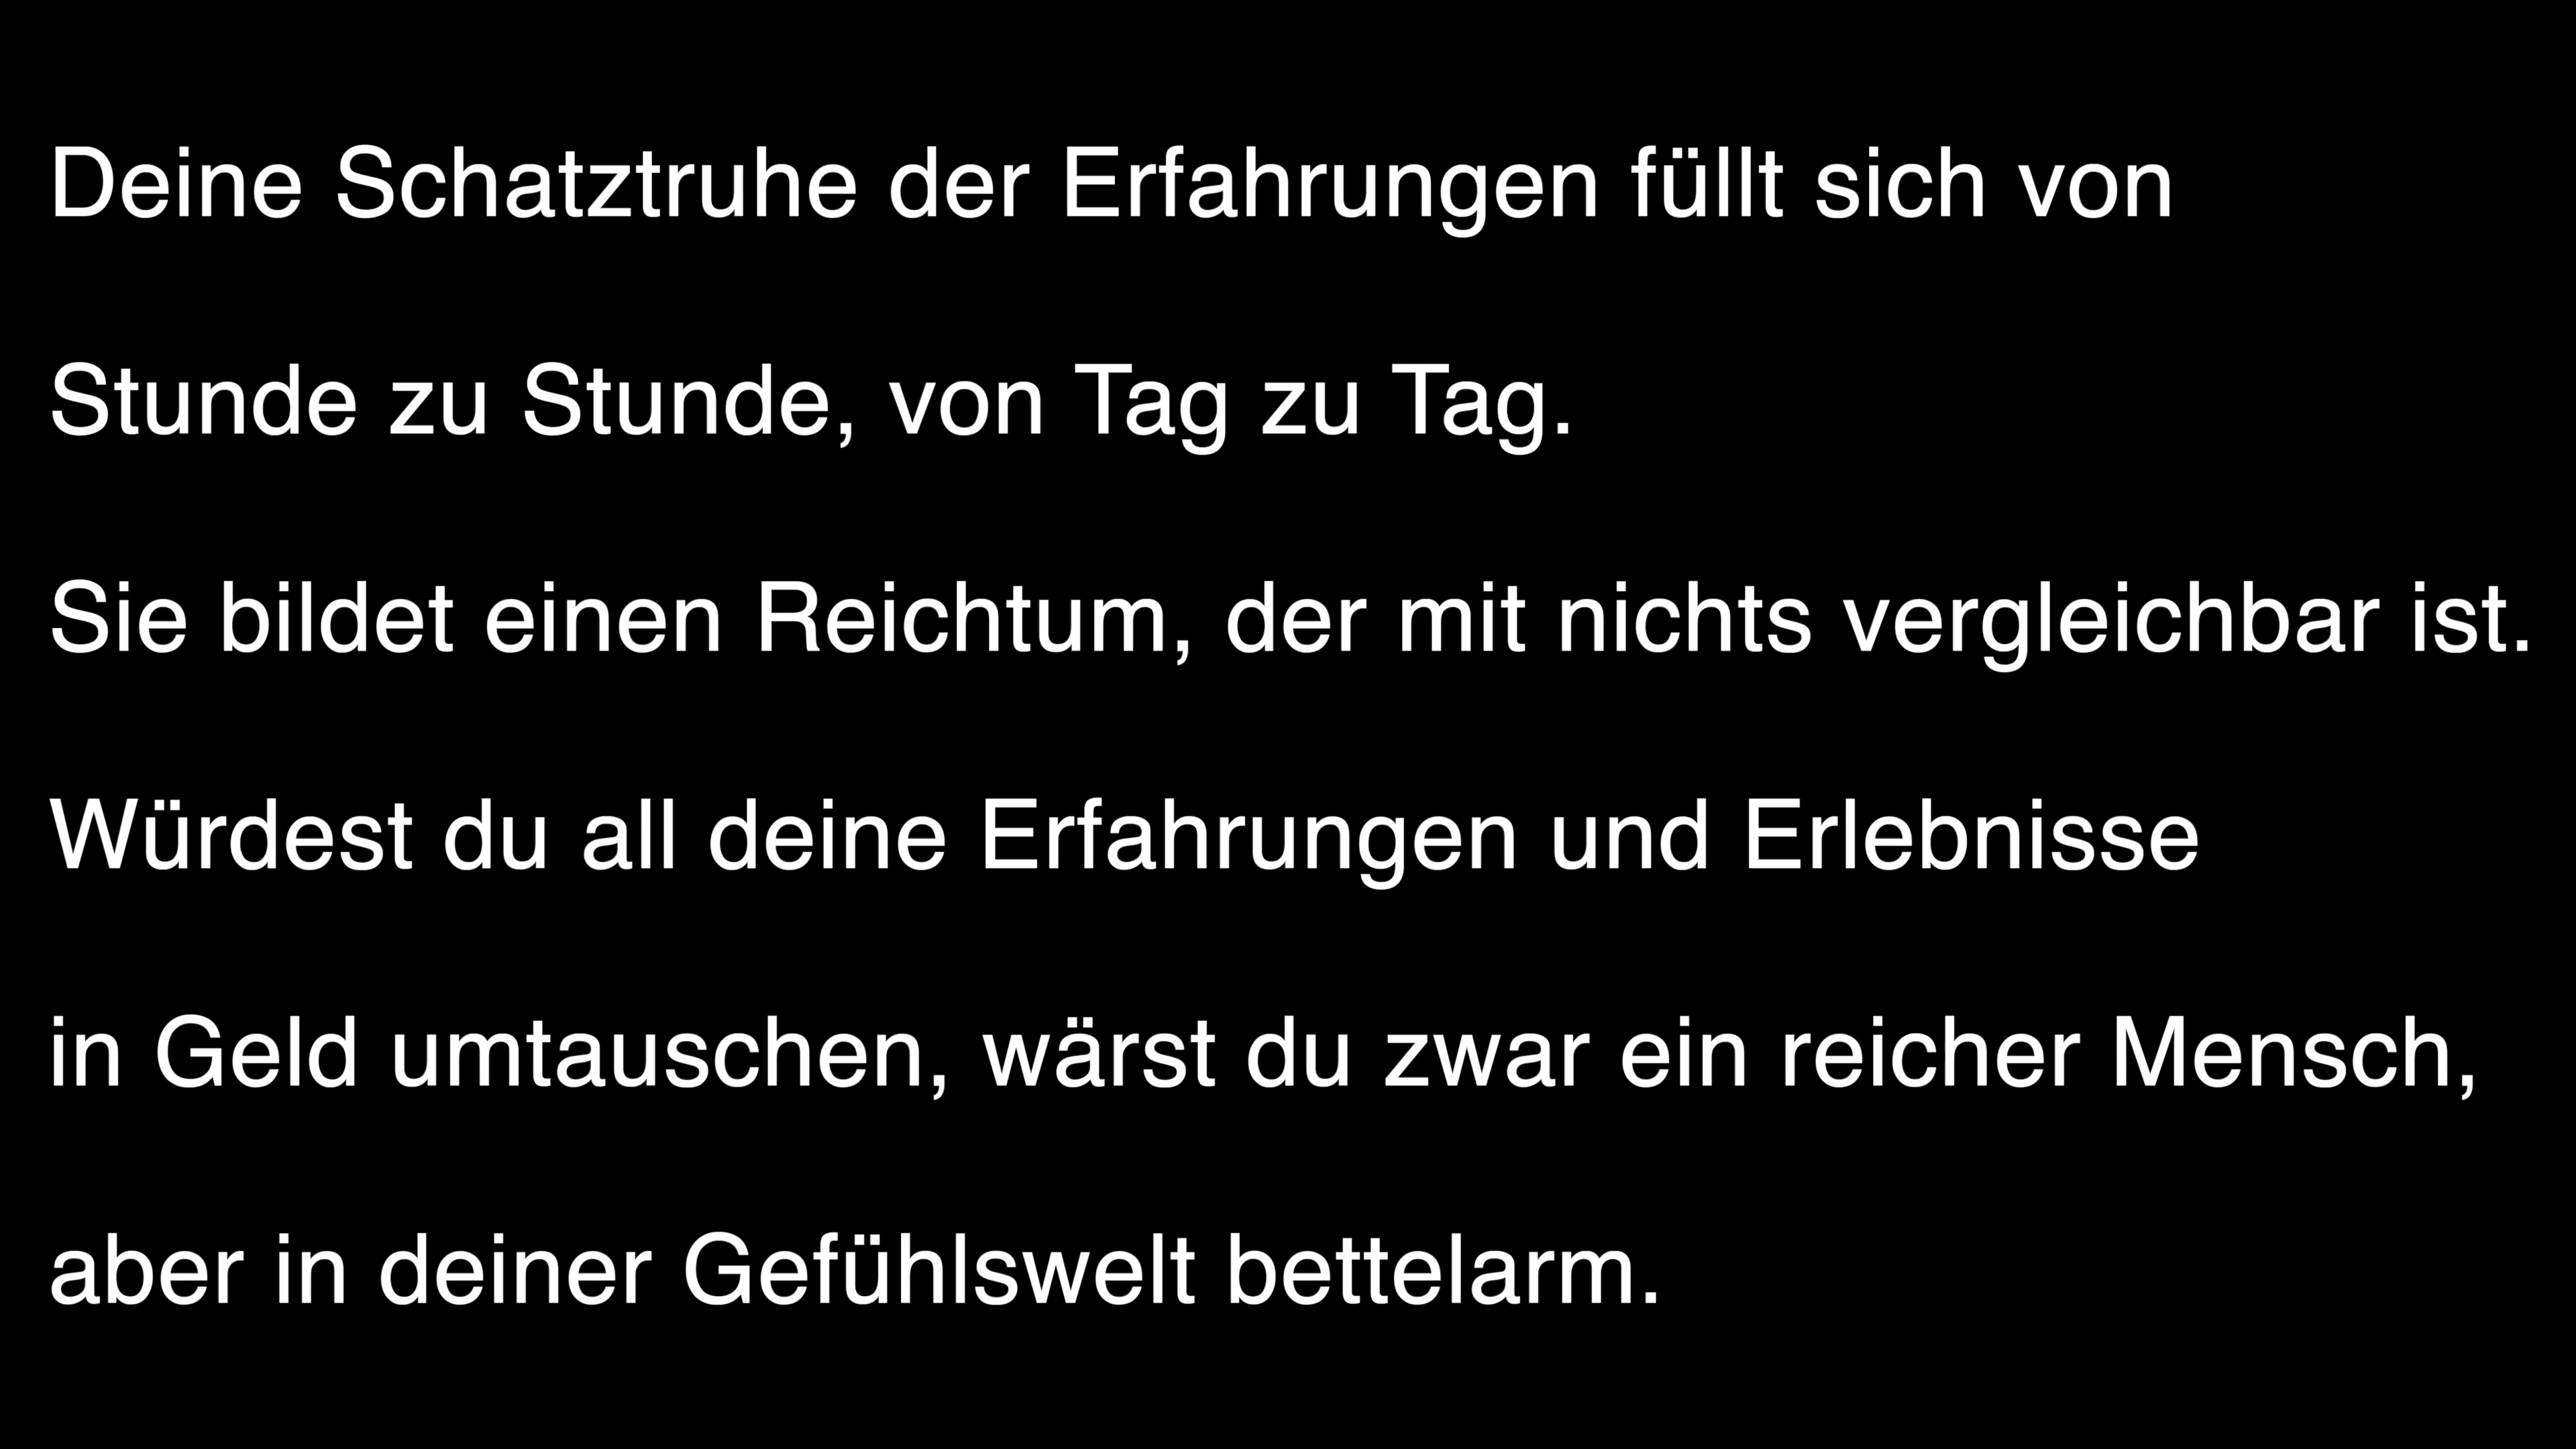 Deine Schatztruhe der Erfahrungen füllt sich von
Stunde zu Stunde, von Tag zu Tag.
Sie bildet einen Reichtum, der mit nichts vergleichbar ist.
Würdest du all deine Erfahrungen und Erlebnisse
in Geld umtauschen, wärst du zwar ein reicher Mensch,
aber in deiner Gefühlswelt bettelarm.